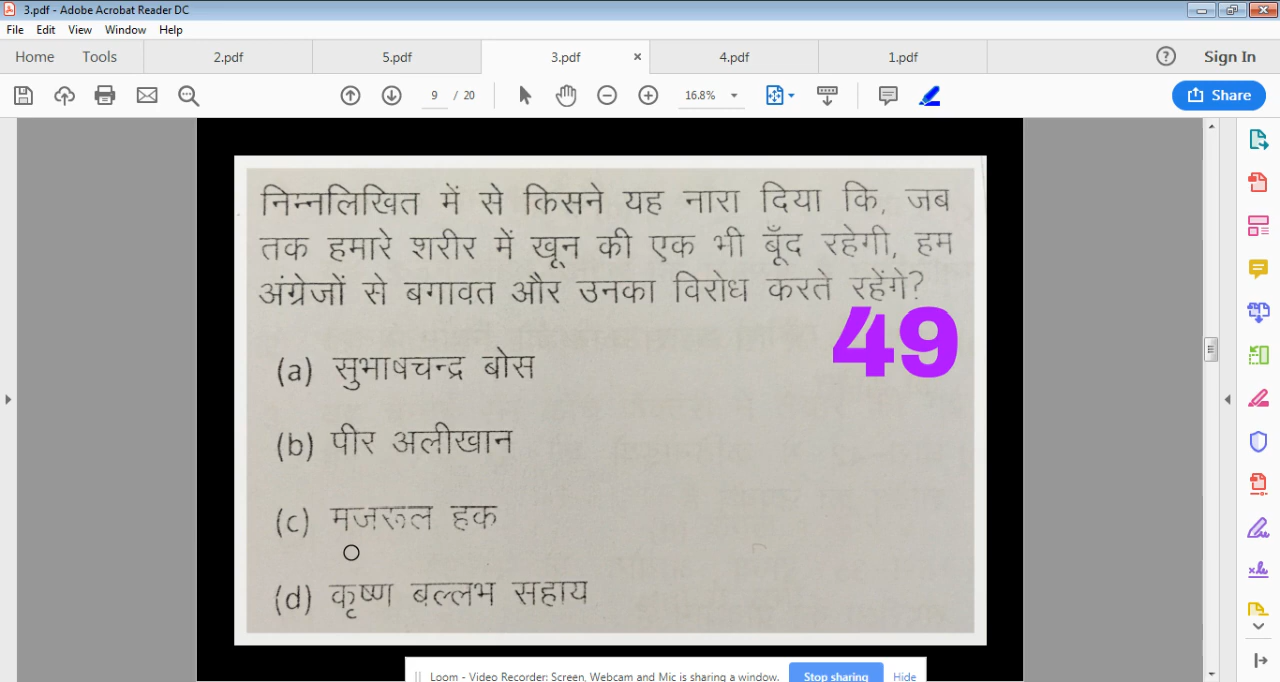 3.pdf - Adobe Acrobat Reader DC
File Edit View Window Help
Home Tools 2.pdf 5.pdf 3.pdf × 4.pdf 1.pdf ? Sign In
9 / 20 16.8% Share
निम्नलिखित में से किसने यह नारा दिया कि, जब
तक हमारे शरीर में खून की एक भी बूँद रहेगी, हम
अंग्रेजों से बगावत और उनका विरोध करते रहेंगे?
49
(a) सुभाषचन्द्र बोस
(b) पीर अलीखान
(c) मजरूल हक
(d) कृष्ण बल्लभ सहाय
Loom - Video Recorder: Screen, Webcam and Mic is sharing a window. Stop sharing Hide